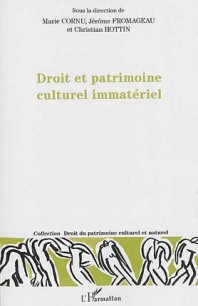 Sous la direction de
Marie CORNU, Jérôme FROMAGEAU
et Christian HOTTIN
Droit et patrimoine
culturel immatériel
Collection Droit du patrimoine culturel et naturel
L'Harmattan